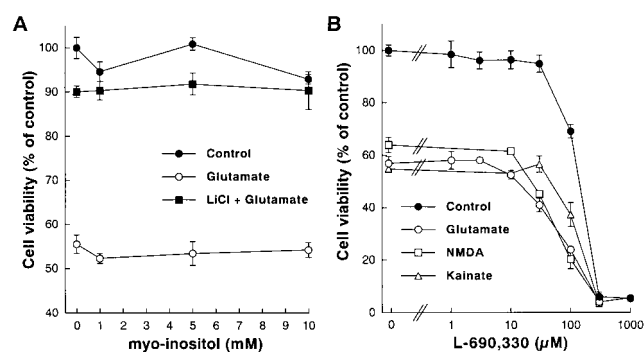 A
Cell viability (% of control)
110
100
90
80
70
60
50
40
Control
Glutamate
LiCl + Glutamate
0 1 2 3 4 5 6 7 8 9 10
myo-inositol (mM)
B
Cell viability (% of control)
100
80
60
40
20
0
Control
Glutamate
NMDA
Kainate
0 1 10 100 1000
L-690,330 (µM)